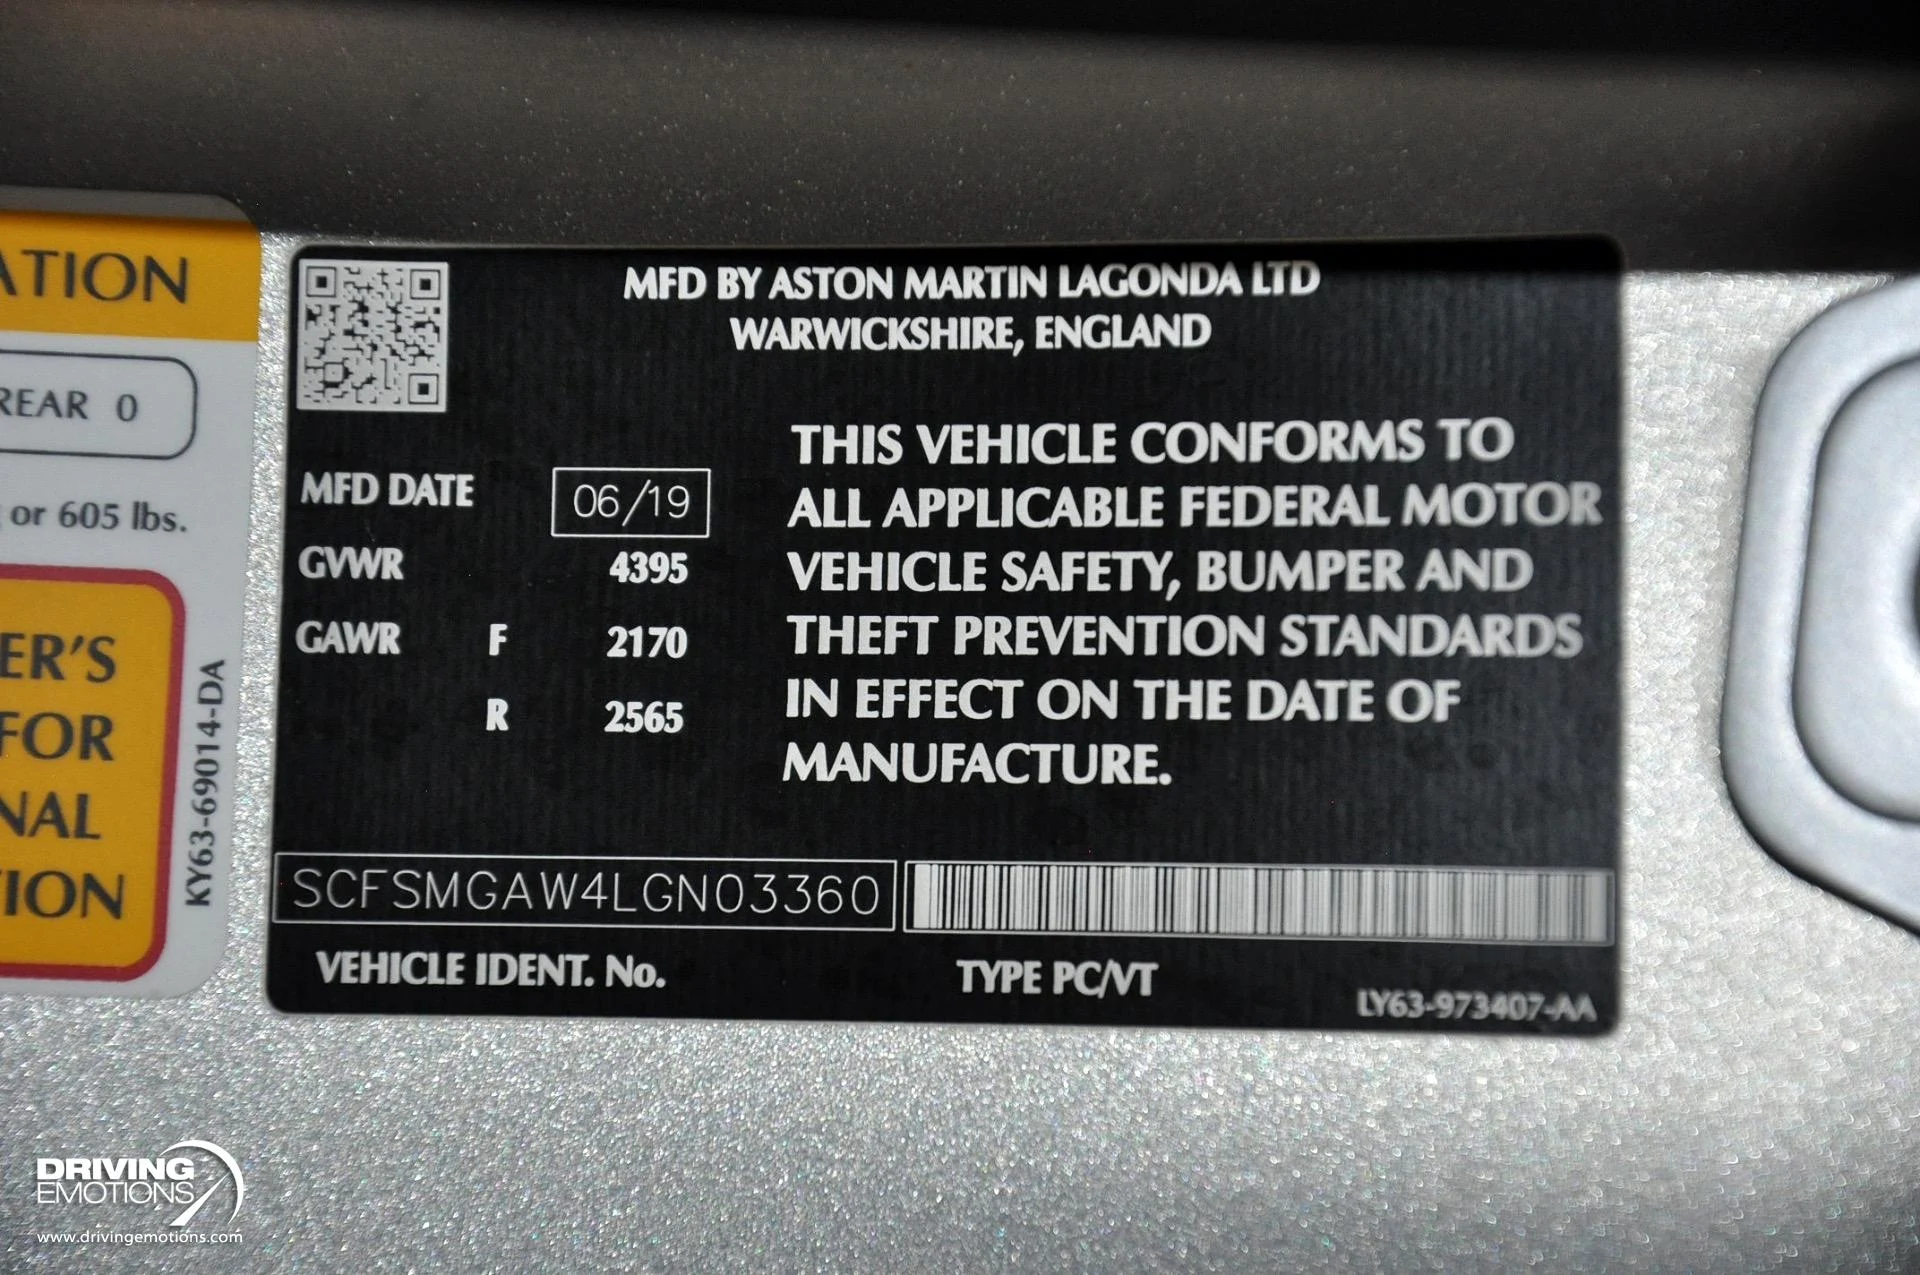 ATION
REAR 0
or 605 lbs.
ER'S
FOR
NAL
TION
KY63-69014-DA
MFD BY ASTON MARTIN LAGONDA LTD
WARWICKSHIRE, ENGLAND
MFD DATE 06/19
GVWR 4395
GAWR F 2170
R 2565
THIS VEHICLE CONFORMS TO
ALL APPLICABLE FEDERAL MOTOR
VEHICLE SAFETY, BUMPER AND
THEFT PREVENTION STANDARDS
IN EFFECT ON THE DATE OF
MANUFACTURE.
SCFSMGAW4LGN03360
VEHICLE IDENT. No.
TYPE PC/VT
LY63-973407-AA
DRIVING
EMOTIONS
www.drivingemotions.com